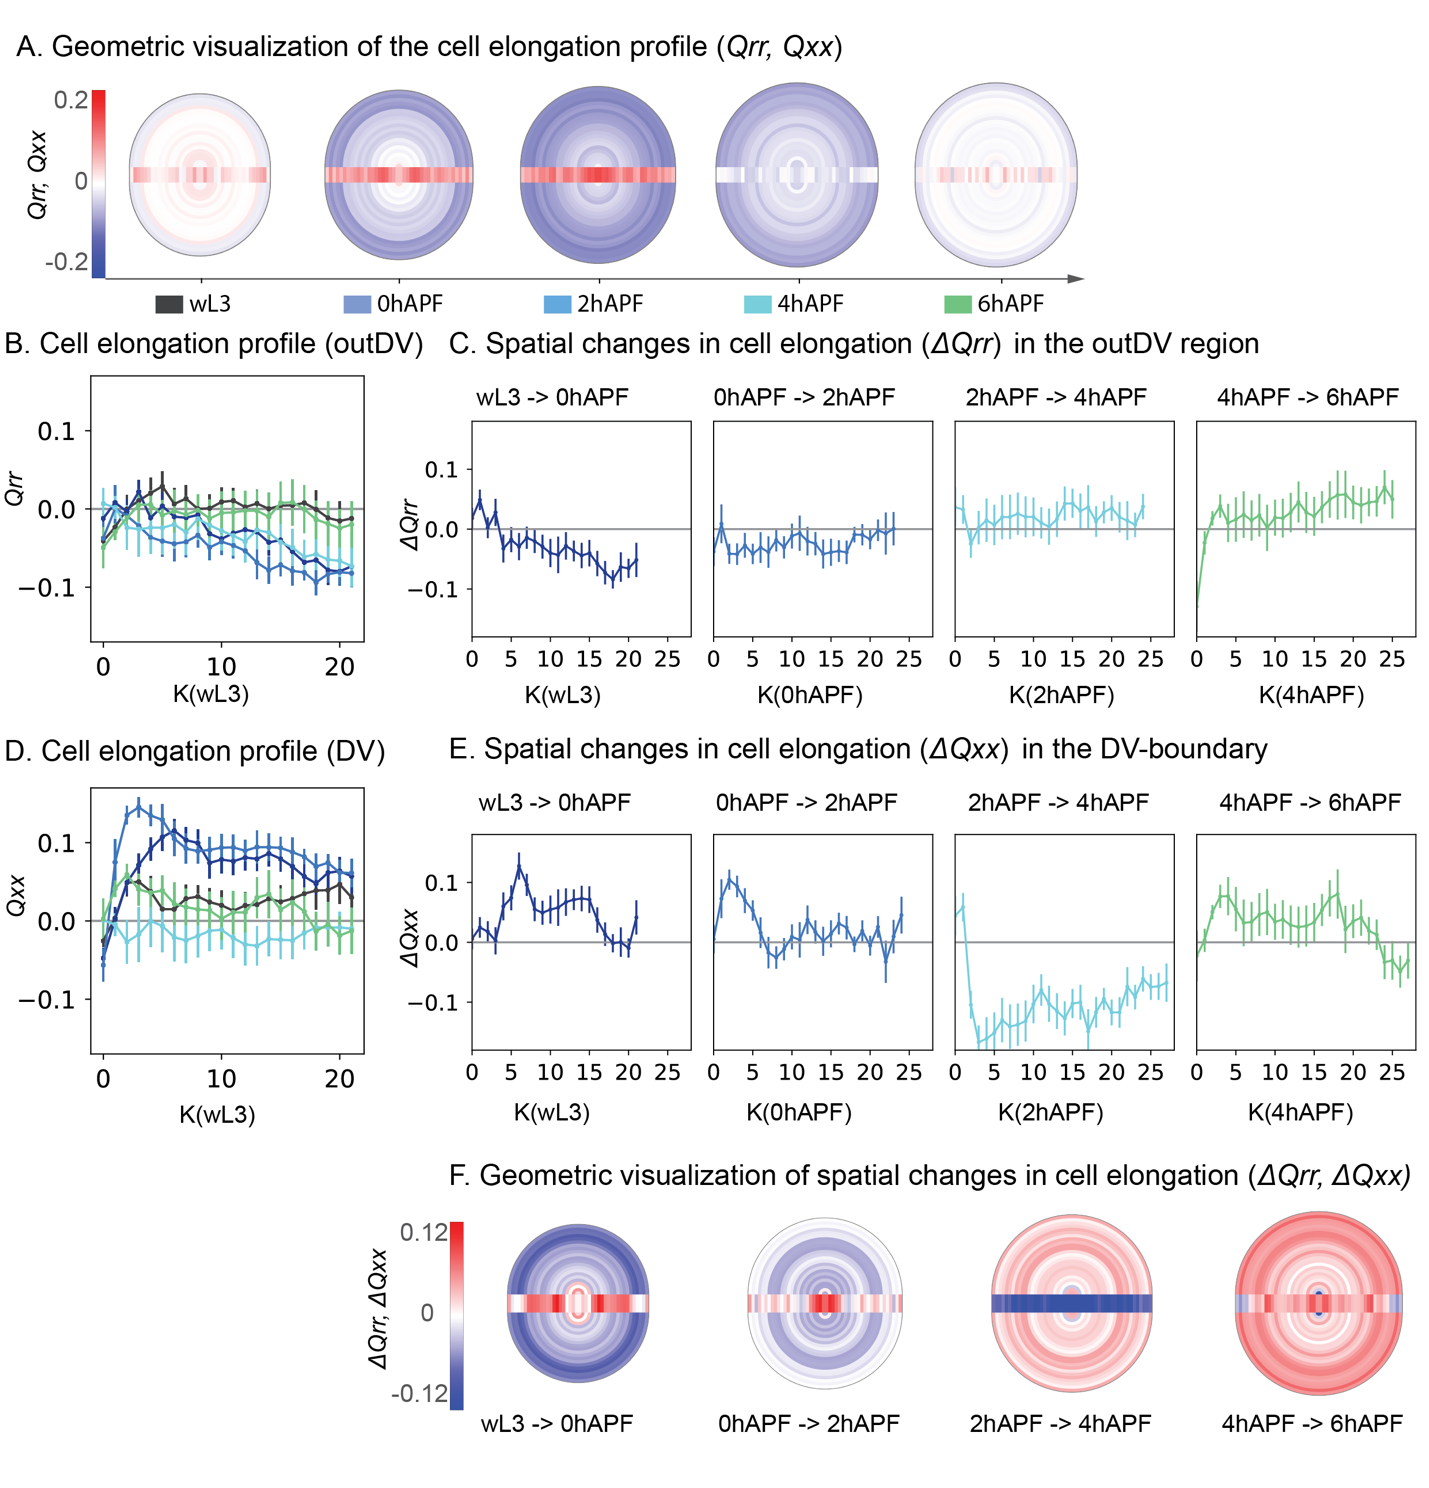 A. Geometric visualization of the cell elongation profile (Qrr, Qxx)
0.2
0
-0.2
Qrr, Qxx
wL3
0hAPF
2hAPF
4hAPF
6hAPF
B. Cell elongation profile (outDV)
0.1
0.0
−0.1
Qrr
0 10 20
K(wL3)
C. Spatial changes in cell elongation (ΔQrr) in the outDV region
wL3 -> 0hAPF
0hAPF -> 2hAPF
2hAPF -> 4hAPF
4hAPF -> 6hAPF
0.1
0.0
−0.1
ΔQrr
0 5 10 15 20 25
0 5 10 15 20 25
0 5 10 15 20 25
0 5 10 15 20 25
K(wL3)
K(0hAPF)
K(2hAPF)
K(4hAPF)
D. Cell elongation profile (DV)
0.1
0.0
−0.1
Qxx
0 10 20
K(wL3)
E. Spatial changes in cell elongation (ΔQxx) in the DV-boundary
wL3 -> 0hAPF
0hAPF -> 2hAPF
2hAPF -> 4hAPF
4hAPF -> 6hAPF
0.1
0.0
−0.1
ΔQxx
0 5 10 15 20 25
0 5 10 15 20 25
0 5 10 15 20 25
0 5 10 15 20 25
K(wL3)
K(0hAPF)
K(2hAPF)
K(4hAPF)
F. Geometric visualization of spatial changes in cell elongation (ΔQrr, ΔQxx)
0.12
0
-0.12
ΔQrr, ΔQxx
wL3 -> 0hAPF
0hAPF -> 2hAPF
2hAPF -> 4hAPF
4hAPF -> 6hAPF